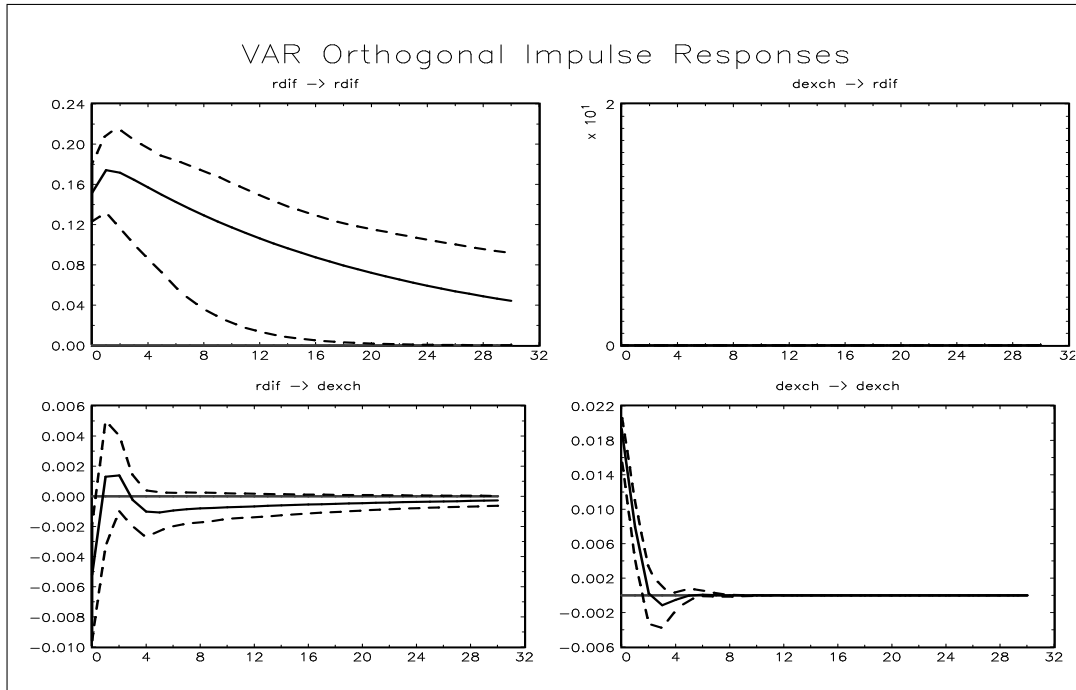 VAR Orthogonal Impulse Responses
rdif −> rdif
0.24
0.20
0.16
0.12
0.08
0.04
0.00
0 4 8 12 16 20 24 28 32
dexch −> rdif
x 10¹
2
0
0 4 8 12 16 20 24 28 32
rdif −> dexch
0.006
0.004
0.002
0.000
−0.002
−0.004
−0.006
−0.008
−0.010
0 4 8 12 16 20 24 28 32
dexch −> dexch
0.022
0.018
0.014
0.010
0.006
0.002
−0.002
−0.006
0 4 8 12 16 20 24 28 32